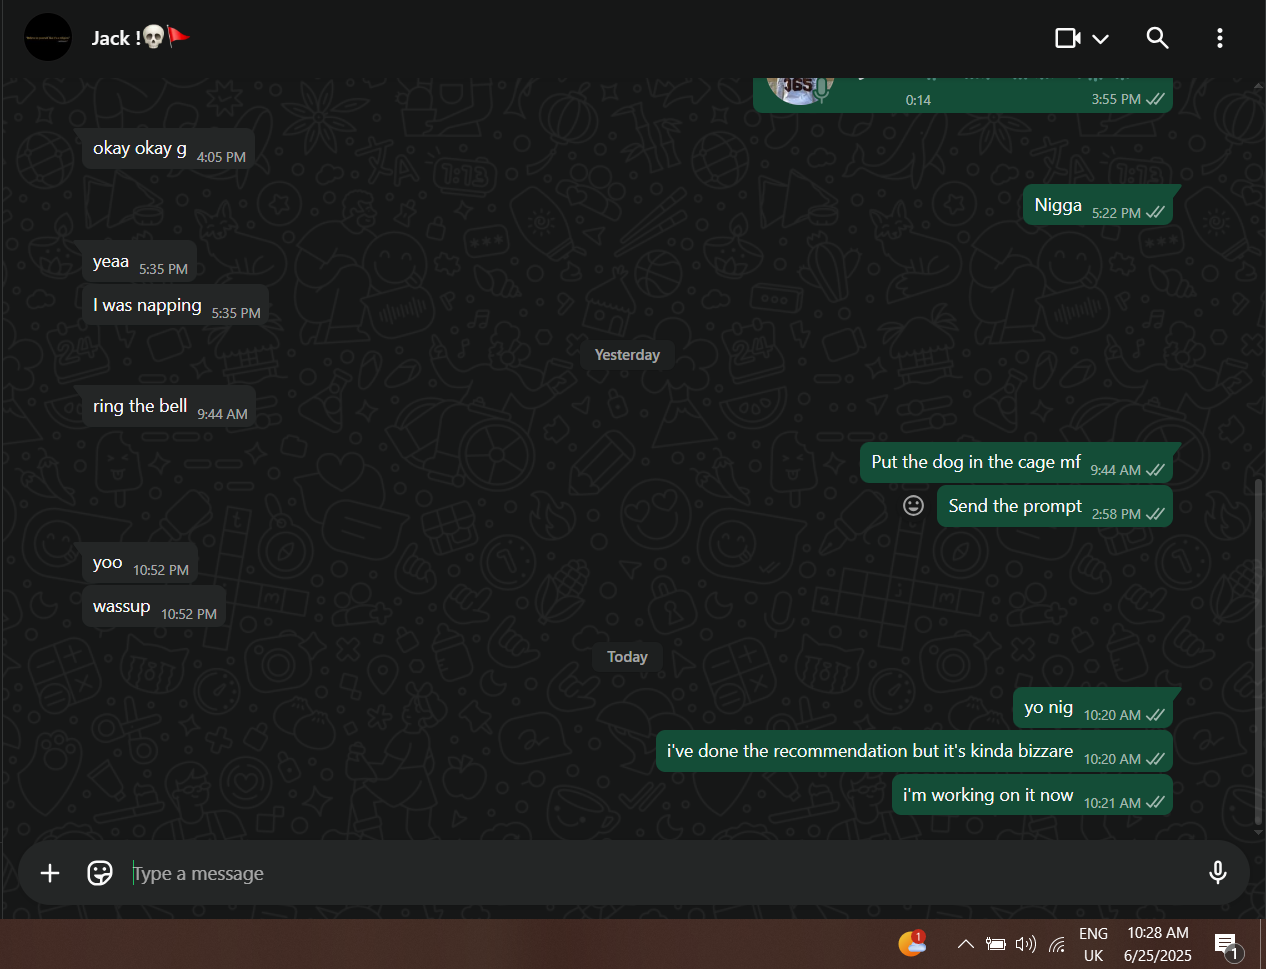 Jack !💀🚩
365
0:14 3:55 PM
okay okay g 4:05 PM
Nigga 5:22 PM
yeaa 5:35 PM
I was napping 5:35 PM
Yesterday
ring the bell 9:44 AM
Put the dog in the cage mf 9:44 AM
Send the prompt 2:58 PM
yoo 10:52 PM
wassup 10:52 PM
Today
yo nig 10:20 AM
i've done the recommendation but it's kinda bizzare 10:20 AM
i'm working on it now 10:21 AM
Type a message
1
ENG
UK
10:28 AM
6/25/2025
1